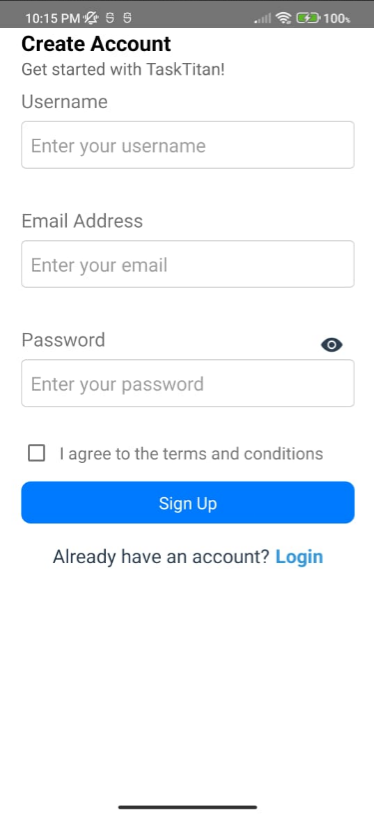 10:15 PM 100%
Create Account
Get started with TaskTitan!
Username
Enter your username
Email Address
Enter your email
Password
Enter your password
I agree to the terms and conditions
Sign Up
Already have an account? Login